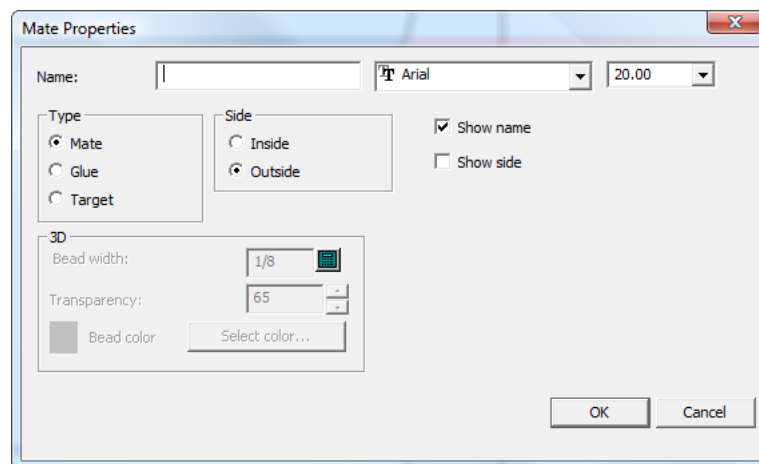 Mate Properties
Name: Arial 20.00
Type Side
Mate Inside Show name
Glue Outside Show side
Target
3D
Bead width: 1/8
Transparency: 65
Bead color Select color...
OK Cancel